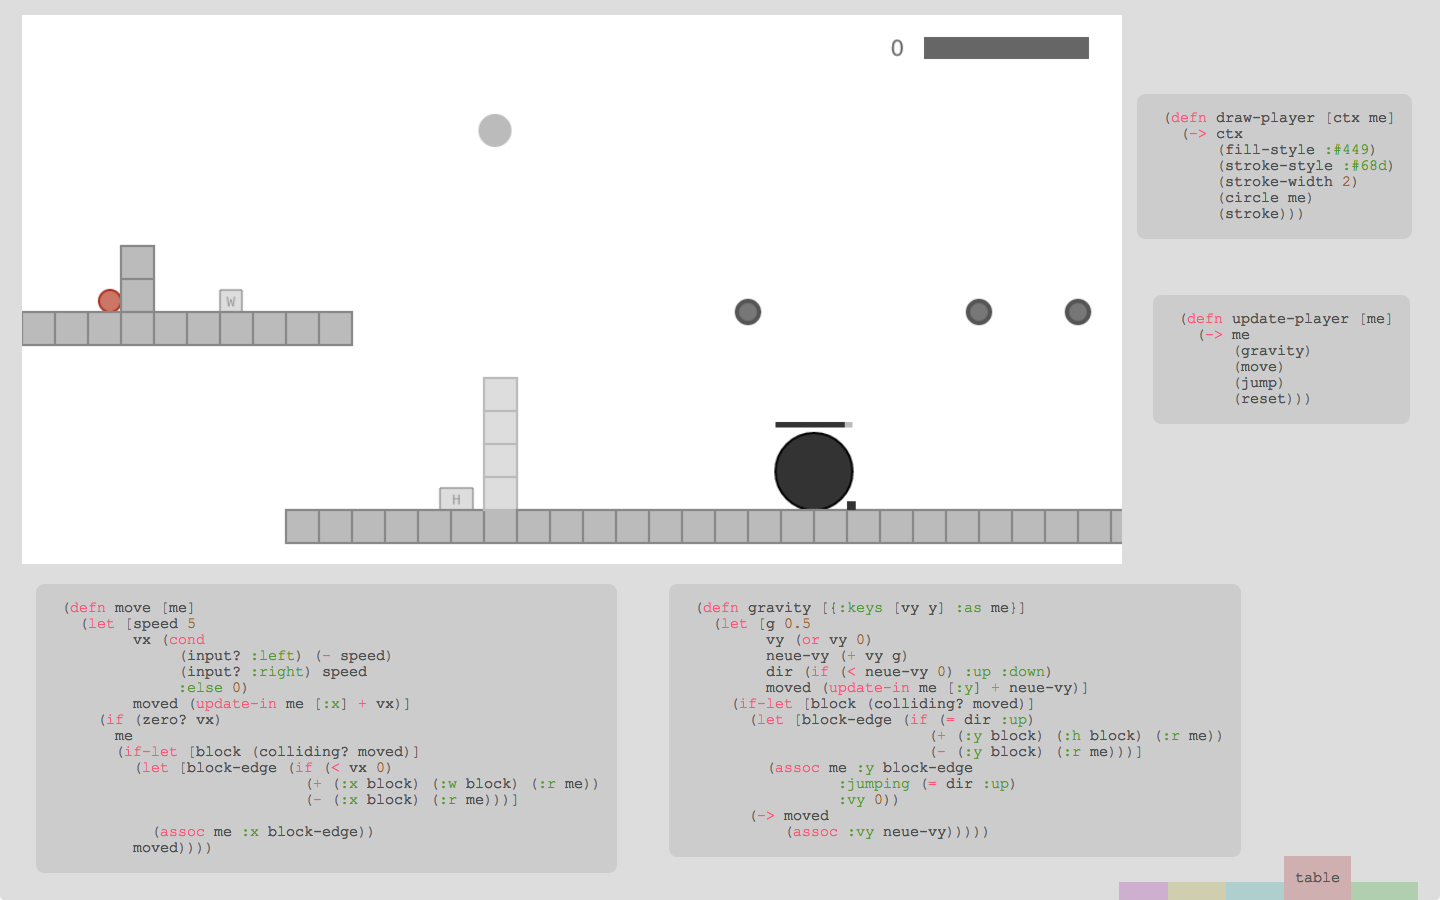 0
W
H
(defn draw-player [ctx me]
  (-> ctx
      (fill-style :#449)
      (stroke-style :#68d)
      (stroke-width 2)
      (circle me)
      (stroke)))
(defn update-player [me]
  (-> me
      (gravity)
      (move)
      (jump)
      (reset)))
(defn move [me]
  (let [speed 5
        vx (cond
             (input? :left) (- speed)
             (input? :right) speed
             :else 0)
        moved (update-in me [:x] + vx)]
    (if (zero? vx)
      me
      (if-let [block (colliding? moved)]
        (let [block-edge (if (< vx 0)
                           (+ (:x block) (:w block) (:r me))
                           (- (:x block) (:r me)))]
          (assoc me :x block-edge))
        moved))))
(defn gravity [{:keys [vy y] :as me}]
  (let [g 0.5
        vy (or vy 0)
        neue-vy (+ vy g)
        dir (if (< neue-vy 0) :up :down)
        moved (update-in me [:y] + neue-vy)]
    (if-let [block (colliding? moved)]
      (let [block-edge (if (= dir :up)
                         (+ (:y block) (:h block) (:r me))
                         (- (:y block) (:r me)))]
        (assoc me :y block-edge
                  :jumping (= dir :up)
                  :vy 0))
      (-> moved
          (assoc :vy neue-vy)))))
table